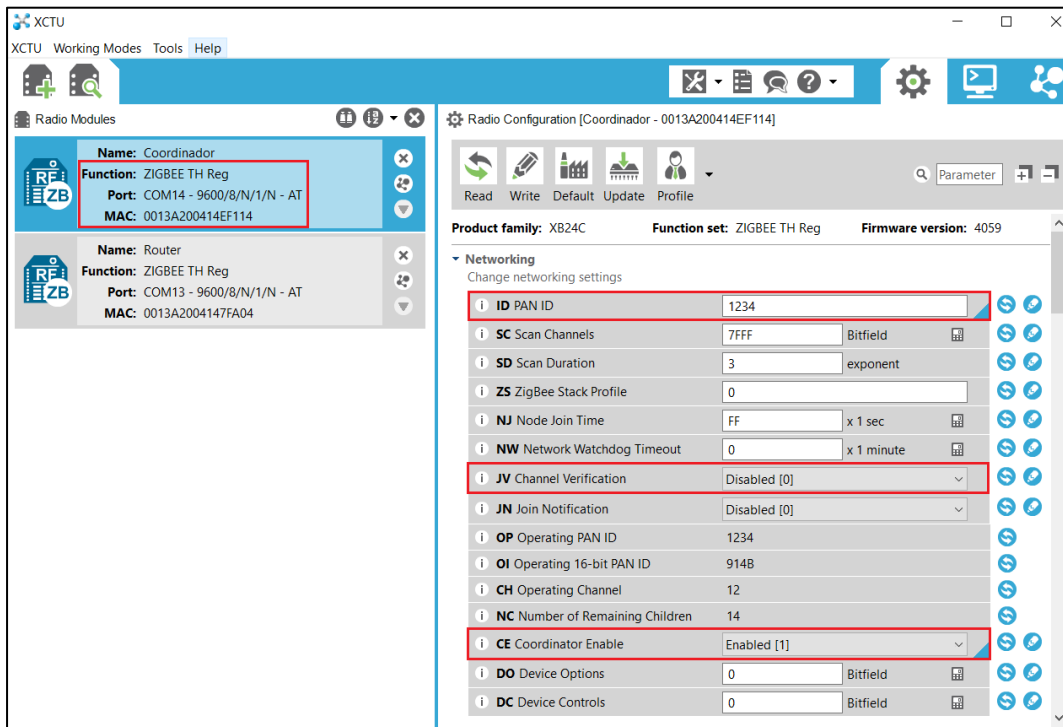 XCTU
XCTU Working Modes Tools Help
Radio Modules
Name: Coordinador
Function: ZIGBEE TH Reg
Port: COM14 - 9600/8/N/1/N - AT
MAC: 0013A200414EF114
RF
ZB
Name: Router
Function: ZIGBEE TH Reg
Port: COM13 - 9600/8/N/1/N - AT
MAC: 0013A2004147FA04
RF
ZB
Radio Configuration [Coordinador - 0013A200414EF114]
Read Write Default Update Profile
Parameter
Product family: XB24C Function set: ZIGBEE TH Reg Firmware version: 4059
Networking
Change networking settings
i ID PAN ID 1234
i SC Scan Channels 7FFF Bitfield
i SD Scan Duration 3 exponent
i ZS ZigBee Stack Profile 0
i NJ Node Join Time FF x 1 sec
i NW Network Watchdog Timeout 0 x 1 minute
i JV Channel Verification Disabled [0]
i JN Join Notification Disabled [0]
i OP Operating PAN ID 1234
i OI Operating 16-bit PAN ID 914B
i CH Operating Channel 12
i NC Number of Remaining Children 14
i CE Coordinator Enable Enabled [1]
i DO Device Options 0 Bitfield
i DC Device Controls 0 Bitfield